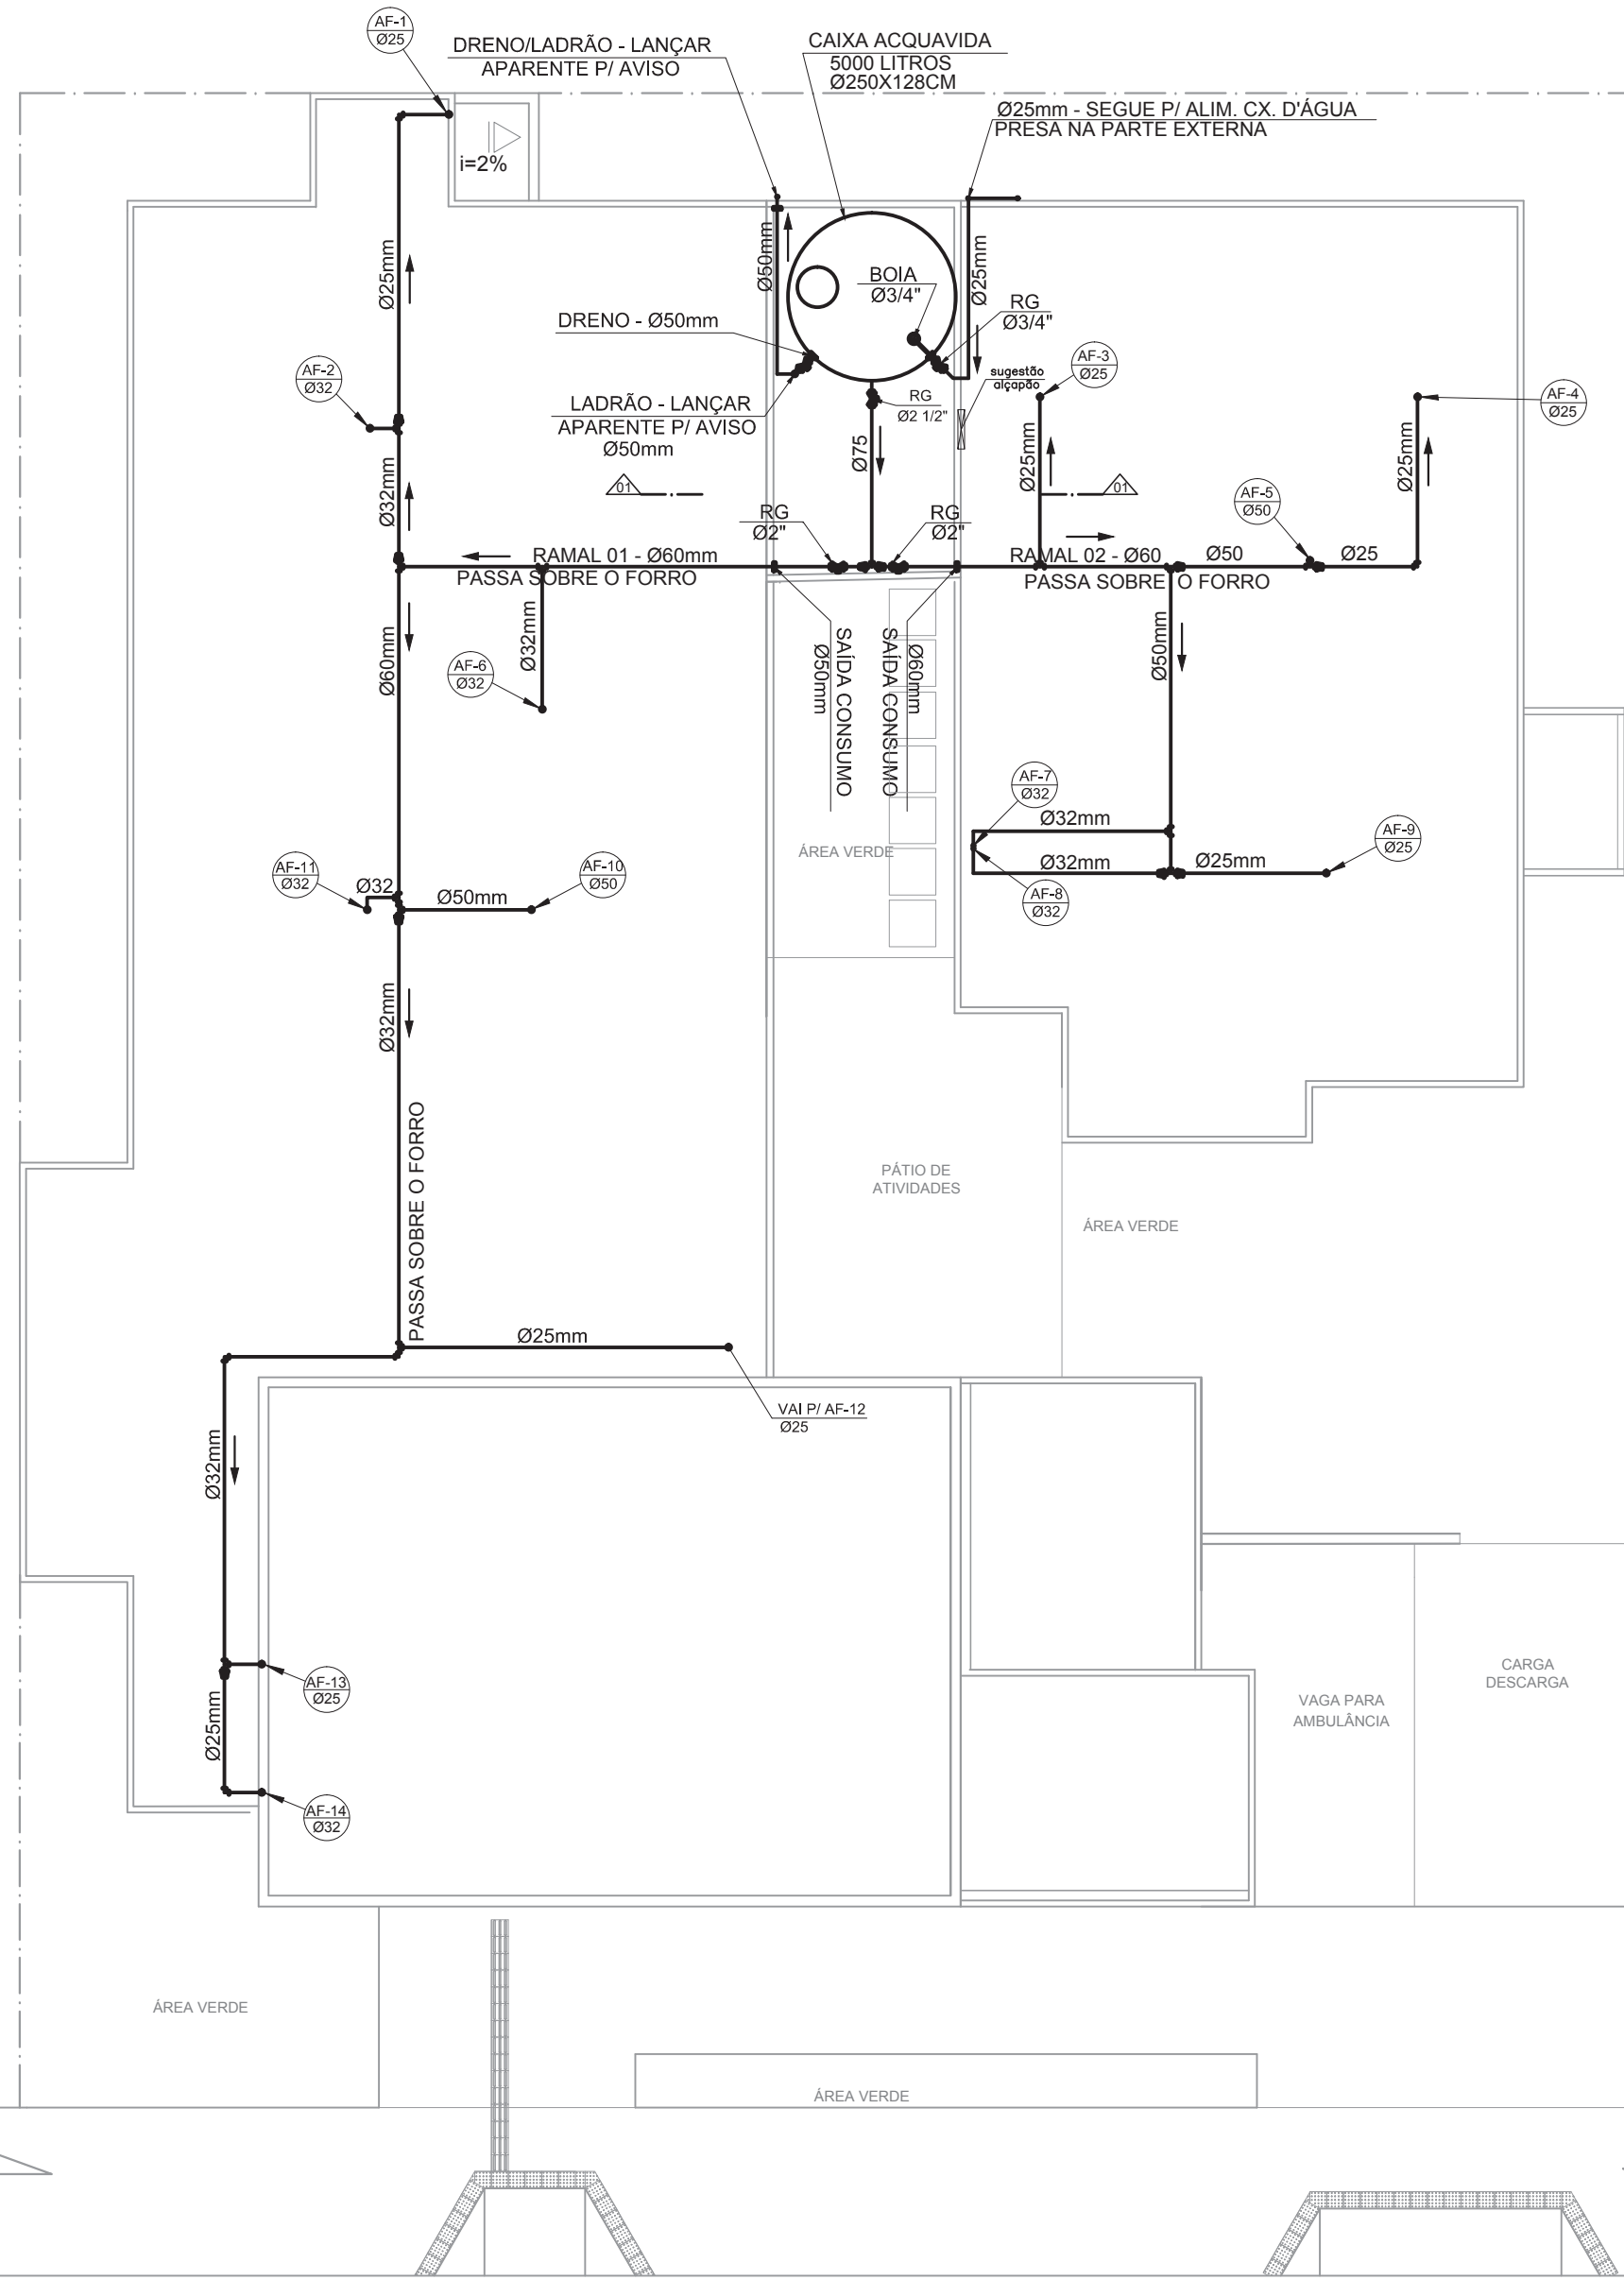 AF-1
Ø25
DRENO/LADRÃO - LANÇAR
APARENTE P/ AVISO
CAIXA ACQUAVIDA
5000 LITROS
Ø250X128CM
Ø25mm - SEGUE P/ ALIM. CX. D'ÁGUA
PRESA NA PARTE EXTERNA
i=2%
Ø25mm
Ø50mm
BOIA
Ø3/4"
Ø25mm
RG
Ø3/4"
DRENO - Ø50mm
AF-2
Ø32
LADRÃO - LANÇAR
APARENTE P/ AVISO
Ø50mm
sugestão
alçapão
AF-3
Ø25
AF-4
Ø25
RG
Ø2 1/2"
Ø75
Ø32mm
01
Ø25mm
01
AF-5
Ø50
Ø25mm
RG
Ø2"
RG
Ø2"
RAMAL 01 - Ø60mm
PASSA SOBRE O FORRO
RAMAL 02 - Ø60
Ø50
Ø25
PASSA SOBRE O FORRO
Ø60mm
Ø32mm
AF-6
Ø32
SAÍDA CONSUMO
Ø50mm
SAÍDA CONSUMO
Ø60mm
Ø50mm
AF-7
Ø32
Ø32mm
ÁREA VERDE
Ø32mm
Ø25mm
AF-9
Ø25
AF-8
Ø32
AF-11
Ø32
Ø32
Ø50mm
AF-10
Ø50
Ø32mm
PASSA SOBRE O FORRO
PÁTIO DE
ATIVIDADES
ÁREA VERDE
Ø25mm
VAI P/ AF-12
Ø25
Ø32mm
AF-13
Ø25
Ø25mm
AF-14
Ø32
VAGA PARA
AMBULÂNCIA
CARGA
DESCARGA
ÁREA VERDE
ÁREA VERDE